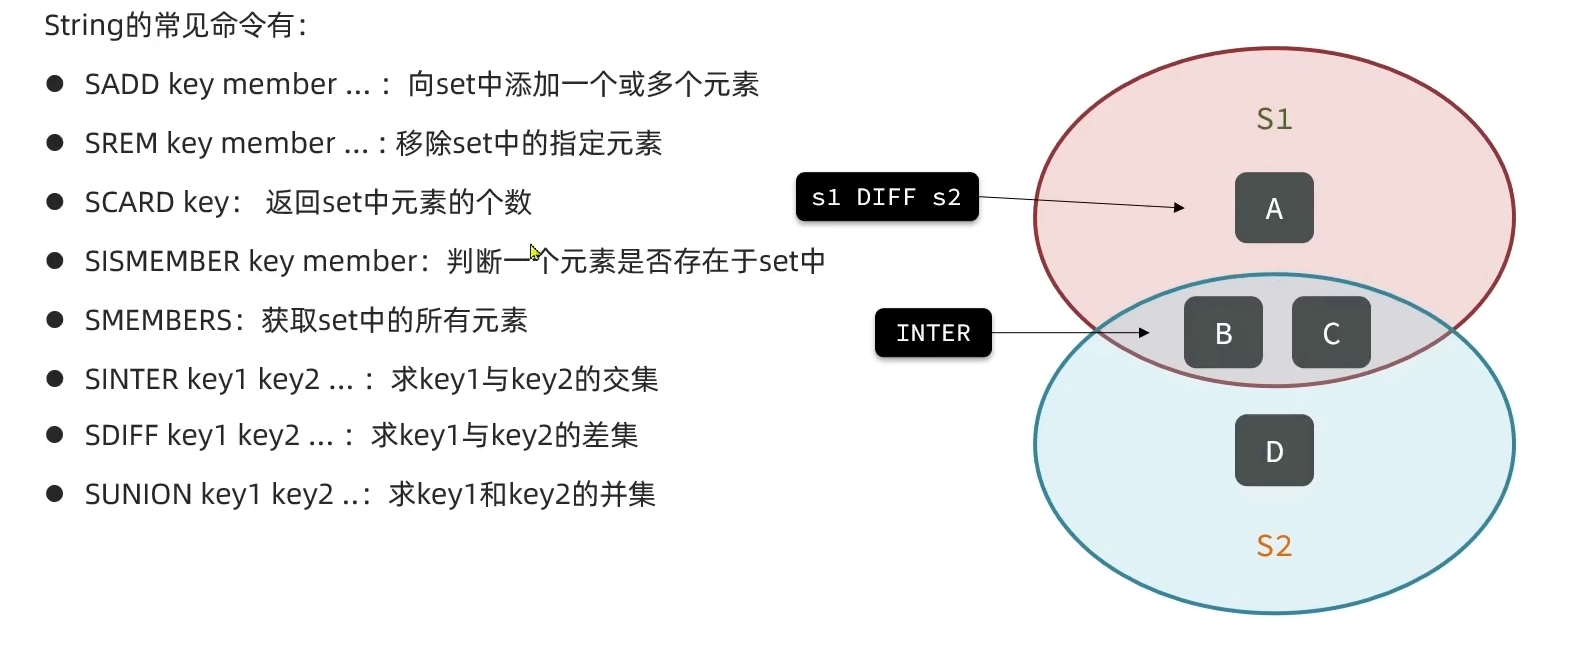 String的常见命令有：
● SADD key member ... ：向set中添加一个或多个元素
● SREM key member ... : 移除set中的指定元素
● SCARD key： 返回set中元素的个数
● SISMEMBER key member：判断一个元素是否存在于set中
● SMEMBERS：获取set中的所有元素
● SINTER key1 key2 ... ：求key1与key2的交集
● SDIFF key1 key2 ... ：求key1与key2的差集
● SUNION key1 key2 ..：求key1和key2的并集
S1
s1 DIFF s2
A
INTER
B C
D
S2